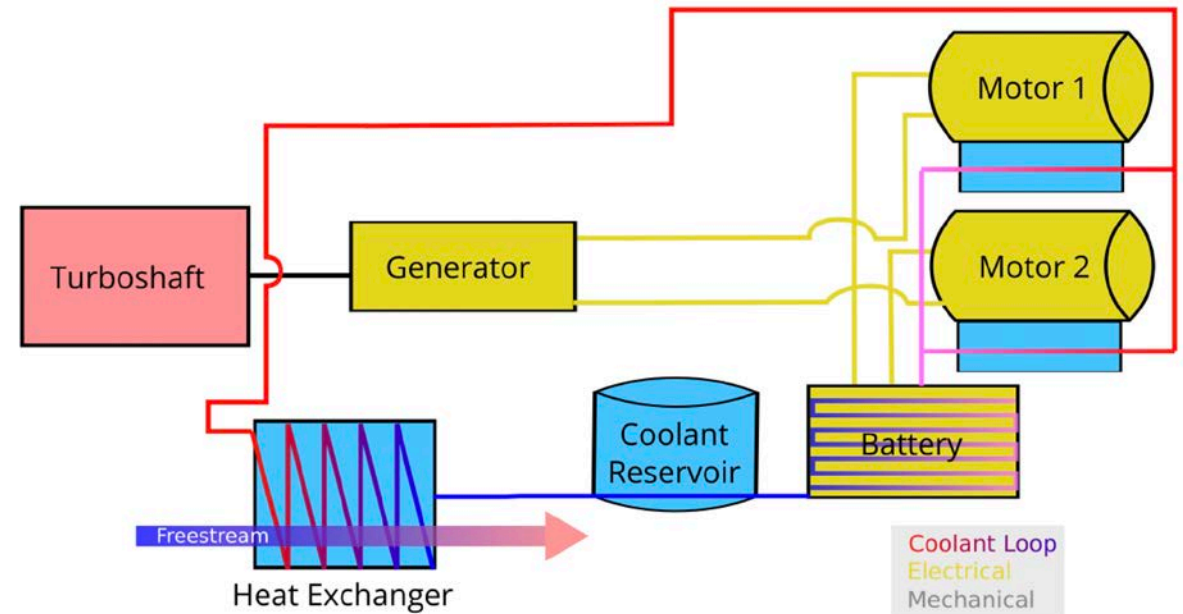 Motor 1
Turboshaft
Generator
Motor 2
Coolant
Reservoir
Battery
Freestream
Heat Exchanger
Coolant Loop
Electrical
Mechanical